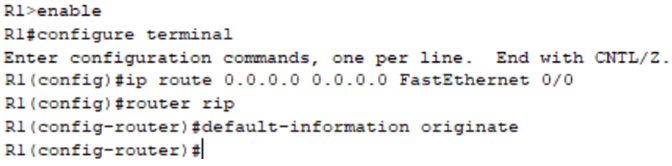 R1>enable
R1#configure terminal
Enter configuration commands, one per line.  End with CNTL/Z.
R1(config)#ip route 0.0.0.0 0.0.0.0 FastEthernet 0/0
R1(config)#router rip
R1(config-router)#default-information originate
R1(config-router)#